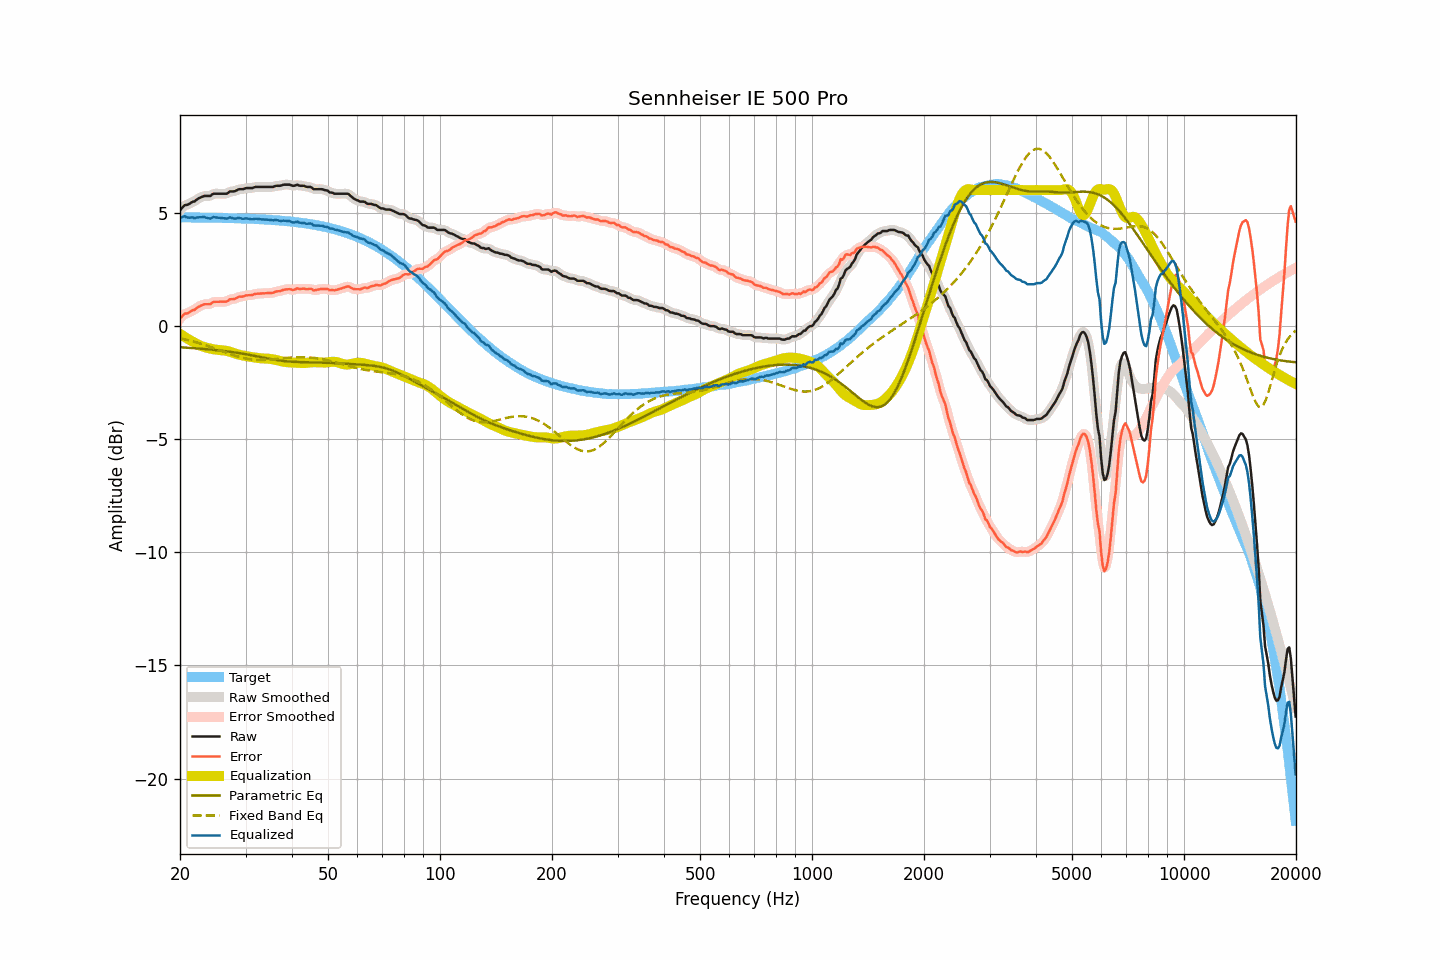 Sennheiser IE 500 Pro
Amplitude (dBr)
5
0
−5
−10
−15
−20
Target
Raw Smoothed
Error Smoothed
Raw
Error
Equalization
Parametric Eq
Fixed Band Eq
Equalized
20 50 100 200 500 1000 2000 5000 10000 20000
Frequency (Hz)